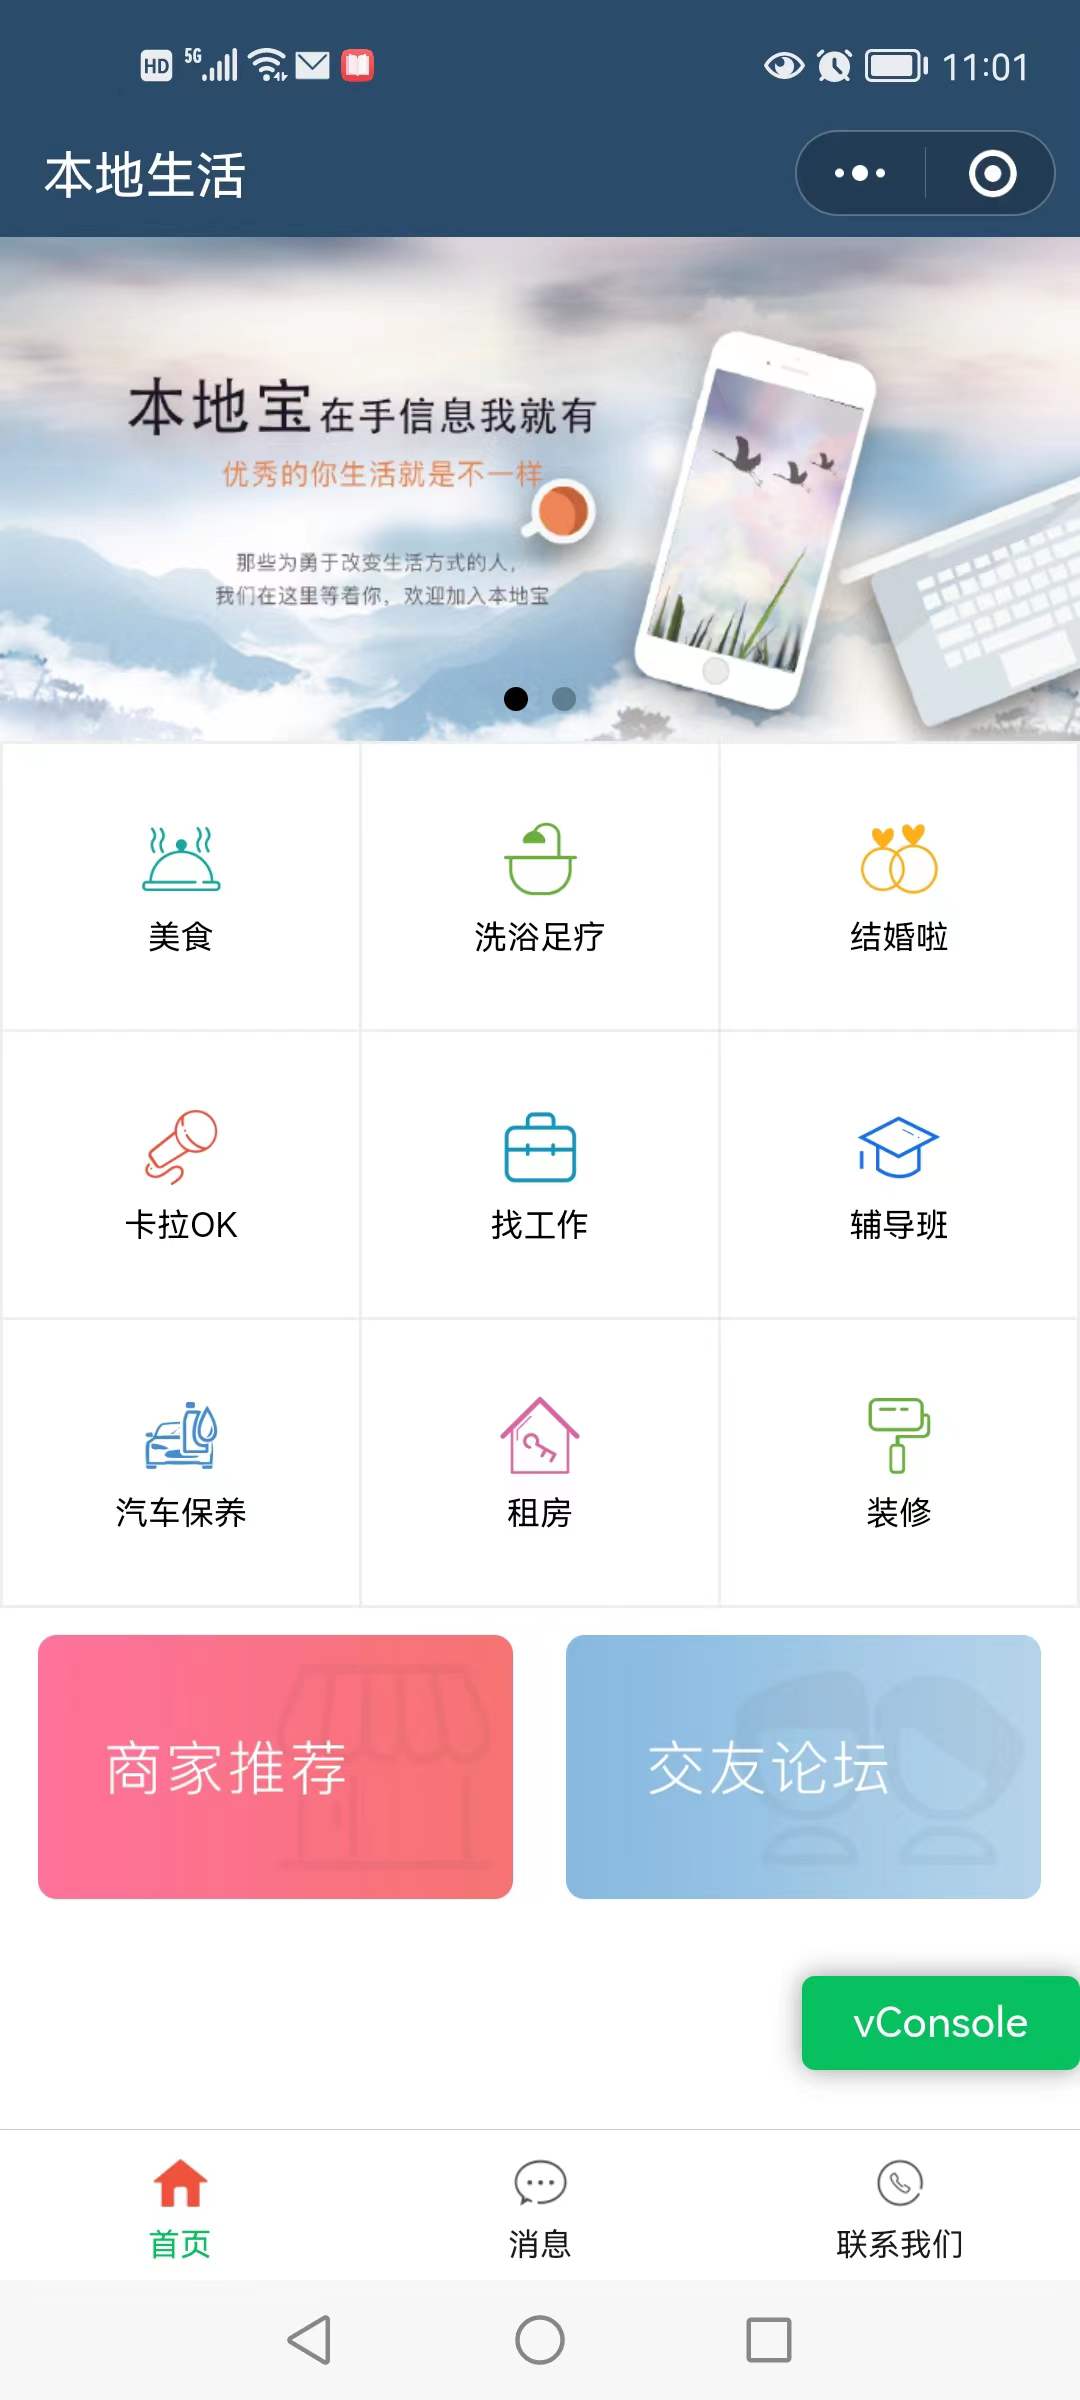 HD 5G 11:01
本地生活
本地宝在手信息我就有
优秀的你生活就是不一样
那些为勇于改变生活方式的人，
我们在这里等着你，欢迎加入本地宝
美食 洗浴足疗 结婚啦
卡拉OK 找工作 辅导班
汽车保养 租房 装修
商家推荐 交友论坛
vConsole
首页 消息 联系我们